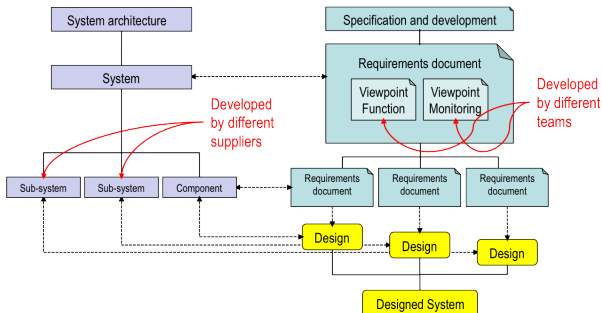 System architecture
Specification and development
System
Requirements document
Viewpoint
Function
Viewpoint
Monitoring
Developed
by different
suppliers
Developed
by different
teams
Sub-system
Sub-system
Component
Requirements
document
Requirements
document
Requirements
document
Design
Design
Design
Designed System